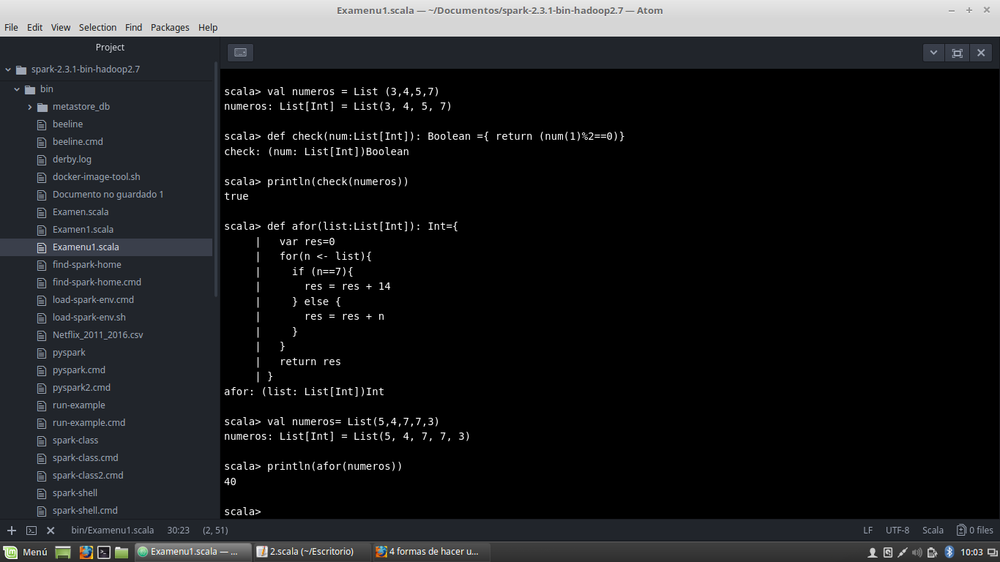 Examenu1.scala — ~/Documentos/spark-2.3.1-bin-hadoop2.7 — Atom
File Edit View Selection Find Packages Help
Project
spark-2.3.1-bin-hadoop2.7
bin
metastore_db
beeline
beeline.cmd
derby.log
docker-image-tool.sh
Documento no guardado 1
Examen.scala
Examen1.scala
Examenu1.scala
find-spark-home
find-spark-home.cmd
load-spark-env.cmd
load-spark-env.sh
Netflix_2011_2016.csv
pyspark
pyspark.cmd
pyspark2.cmd
run-example
run-example.cmd
spark-class
spark-class.cmd
spark-class2.cmd
spark-shell
spark-shell.cmd
scala> val numeros = List (3,4,5,7)
numeros: List[Int] = List(3, 4, 5, 7)
scala> def check(num:List[Int]): Boolean ={ return (num(1)%2==0)}
check: (num: List[Int])Boolean
scala> println(check(numeros))
true
scala> def afor(list:List[Int]): Int={
     |   var res=0
     |   for(n <- list){
     |     if (n==7){
     |       res = res + 14
     |     } else {
     |       res = res + n
     |     }
     |   }
     |   return res
     | }
afor: (list: List[Int])Int
scala> val numeros= List(5,4,7,7,3)
numeros: List[Int] = List(5, 4, 7, 7, 3)
scala> println(afor(numeros))
40
scala>
bin/Examenu1.scala 30:23 (2, 51) LF UTF-8 Scala 0 files
Menú Examenu1.scala — ... 2.scala (~/Escritorio) 4 formas de hacer u... 10:03